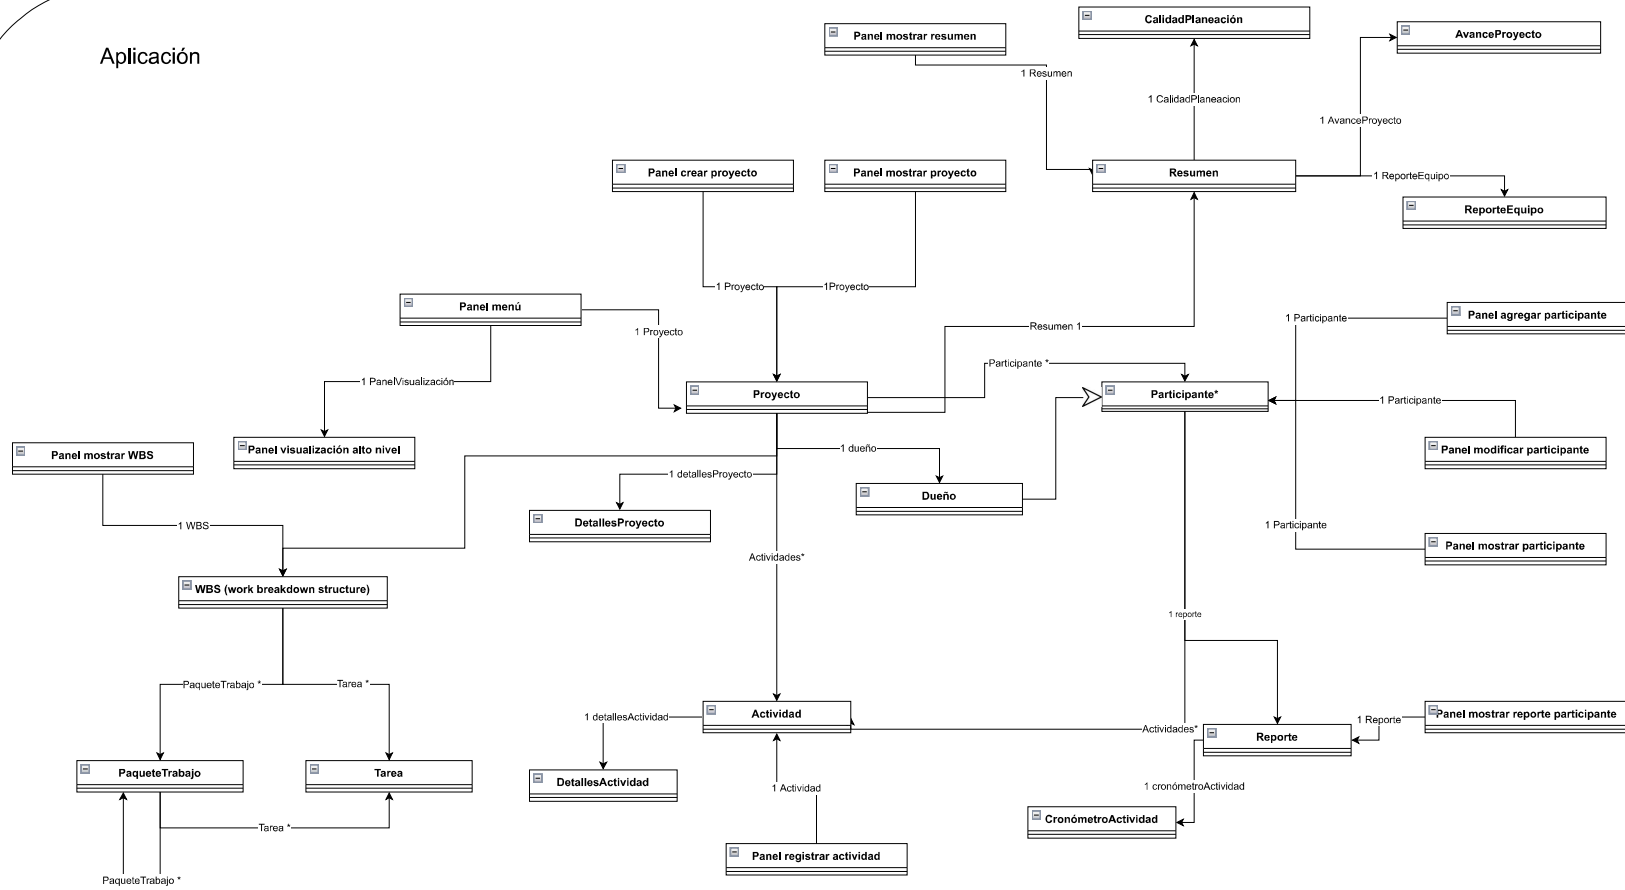 CalidadPlaneación
Panel mostrar resumen
AvanceProyecto
Aplicación
1 Resumen
1 CalidadPlaneacion
1 AvanceProyecto
Panel crear proyecto
Panel mostrar proyecto
Resumen
1 ReporteEquipo
ReporteEquipo
1 Proyecto
1Proyecto
Panel menú
Panel agregar participante
1 Participante
1 Proyecto
Resumen 1
Participante *
1 PanelVisualización
Proyecto
Participante*
1 Participante
Panel mostrar WBS
Panel visualización alto nivel
1 dueño
Panel modificar participante
1 detallesProyecto
Dueño
1 WBS
DetallesProyecto
1 Participante
Panel mostrar participante
Actividades*
WBS (work breakdown structure)
1 reporte
PaqueteTrabajo *
Tarea *
1 detallesActividad
Actividad
Panel mostrar reporte participante
1 Reporte
Actividades*
Reporte
PaqueteTrabajo
Tarea
DetallesActividad
1 Actividad
1 cronómetroActividad
CronómetroActividad
Tarea *
Panel registrar actividad
PaqueteTrabajo *